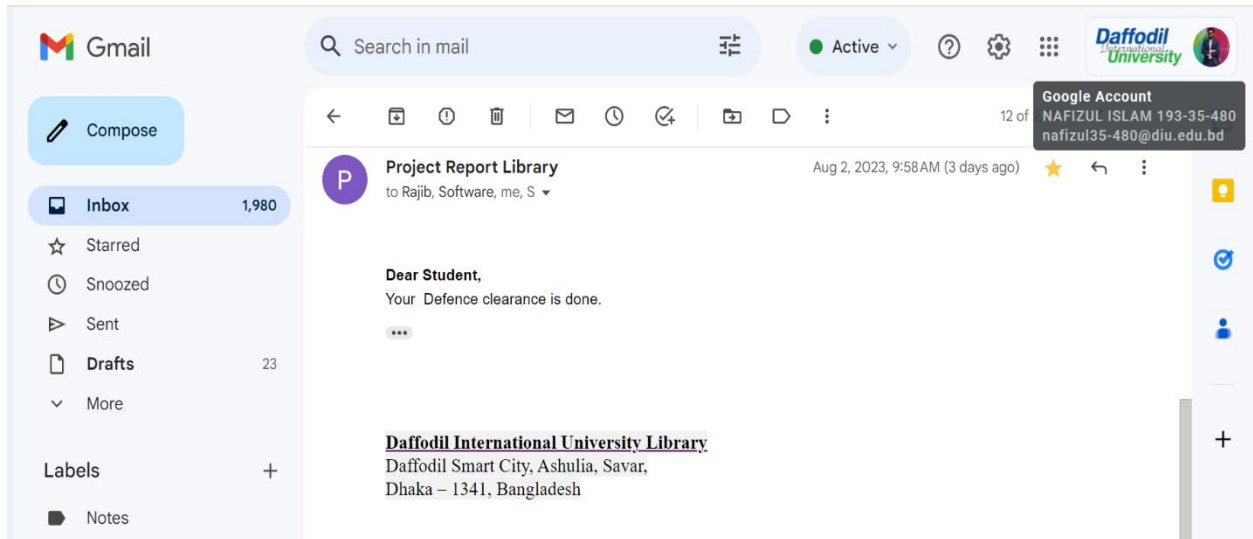 Gmail
Search in mail
Active
Daffodil
International
University
Google Account
NAFIZUL ISLAM 193-35-480
nafizul35-480@diu.edu.bd
Compose
12 of
Project Report Library
Aug 2, 2023, 9:58 AM (3 days ago)
to Rajib, Software, me, S
P
Inbox 1,980
Starred
Snoozed
Sent
Drafts 23
More
Labels
Notes
Dear Student,
Your Defence clearance is done.
Daffodil International University Library
Daffodil Smart City, Ashulia, Savar,
Dhaka – 1341, Bangladesh